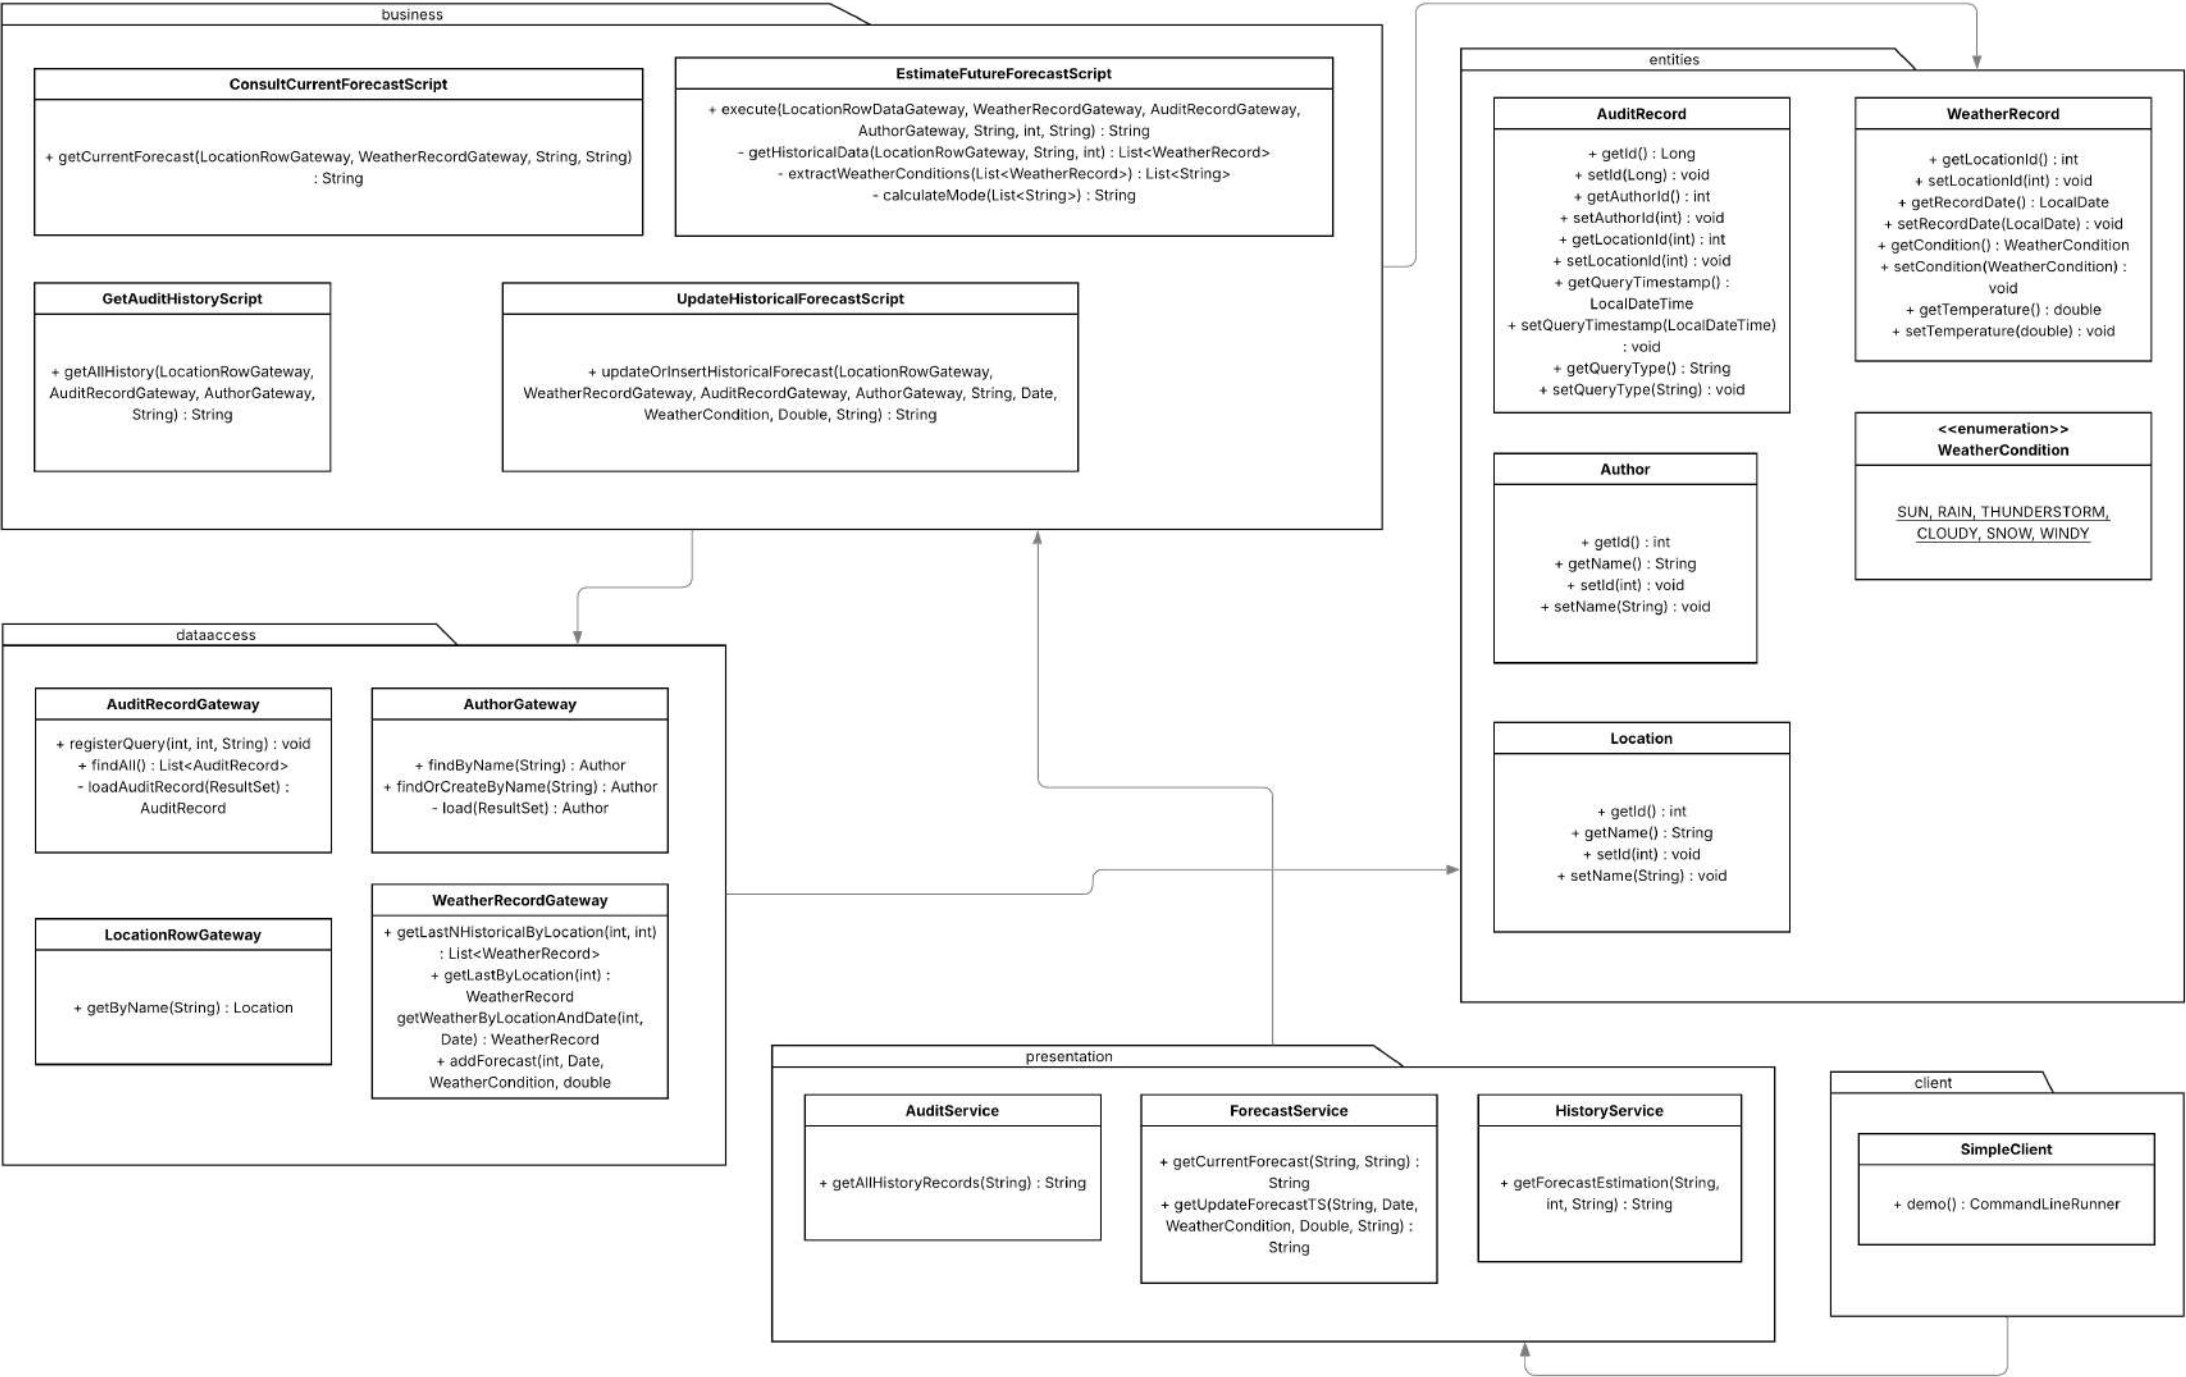 business
ConsultCurrentForecastScript
+ getCurrentForecast(LocationRowGateway, WeatherRecordGateway, String, String)
: String
EstimateFutureForecastScript
+ execute(LocationRowDataGateway, WeatherRecordGateway, AuditRecordGateway,
AuthorGateway, String, int, String) : String
- getHistoricalData(LocationRowGateway, String, int) : List<WeatherRecord>
- extractWeatherConditions(List<WeatherRecord>) : List<String>
- calculateMode(List<String>) : String
GetAuditHistoryScript
+ getAllHistory(LocationRowGateway,
AuditRecordGateway, AuthorGateway,
String) : String
UpdateHistoricalForecastScript
+ updateOrInsertHistoricalForecast(LocationRowGateway,
WeatherRecordGateway, AuditRecordGateway, AuthorGateway, String, Date,
WeatherCondition, Double, String) : String
entities
AuditRecord
+ getId() : Long
+ setId(Long) : void
+ getAuthorId() : int
+ setAuthorId(int) : void
+ getLocationId(int) : int
+ setLocationId(int) : void
+ getQueryTimestamp() :
LocalDateTime
+ setQueryTimestamp(LocalDateTime)
: void
+ getQueryType() : String
+ setQueryType(String) : void
WeatherRecord
+ getLocationId() : int
+ setLocationId(int) : void
+ getRecordDate() : LocalDate
+ setRecordDate(LocalDate) : void
+ getCondition() : WeatherCondition
+ setCondition(WeatherCondition) :
void
+ getTemperature() : double
+ setTemperature(double) : void
<<enumeration>>
WeatherCondition
SUN, RAIN, THUNDERSTORM,
CLOUDY, SNOW, WINDY
Author
+ getId() : int
+ getName() : String
+ setId(int) : void
+ setName(String) : void
Location
+ getId() : int
+ getName() : String
+ setId(int) : void
+ setName(String) : void
dataaccess
AuditRecordGateway
+ registerQuery(int, int, String) : void
+ findAll() : List<AuditRecord>
- loadAuditRecord(ResultSet) :
AuditRecord
AuthorGateway
+ findByName(String) : Author
+ findOrCreateByName(String) : Author
- load(ResultSet) : Author
LocationRowGateway
+ getByName(String) : Location
WeatherRecordGateway
+ getLastNHistoricalByLocation(int, int)
: List<WeatherRecord>
+ getLastByLocation(int) :
WeatherRecord
getWeatherByLocationAndDate(int,
Date) : WeatherRecord
+ addForecast(int, Date,
WeatherCondition, double
presentation
AuditService
+ getAllHistoryRecords(String) : String
ForecastService
+ getCurrentForecast(String, String) :
String
+ getUpdateForecastTS(String, Date,
WeatherCondition, Double, String) :
String
HistoryService
+ getForecastEstimation(String,
int, String) : String
client
SimpleClient
+ demo() : CommandLineRunner